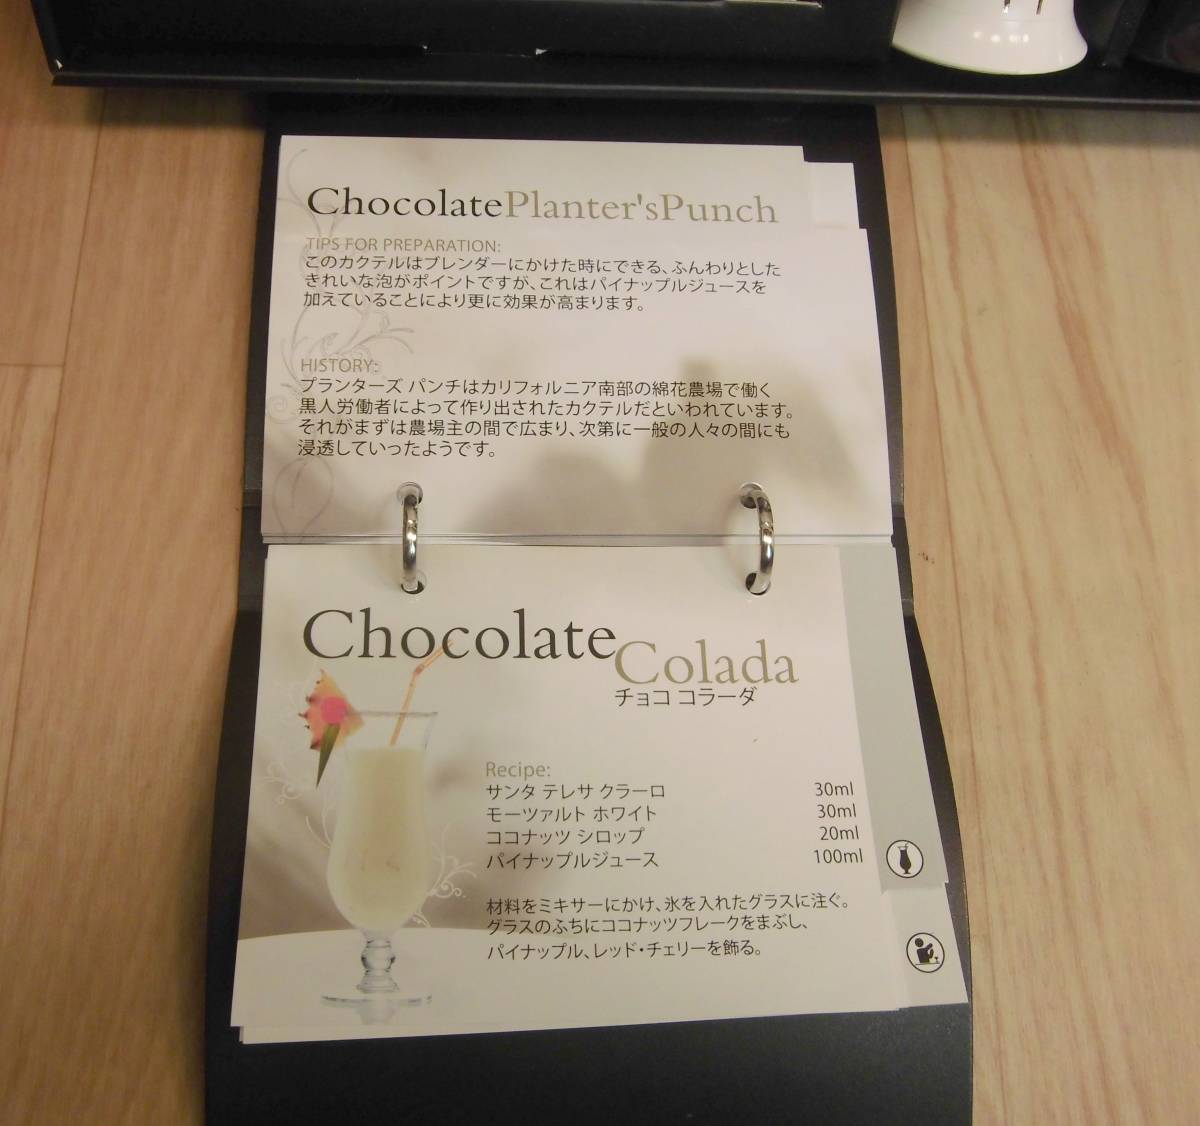 ChocolatePlanter'sPunch
TIPS FOR PREPARATION:
このカクテルはブレンダーにかけた時にできる、ふんわりとした
きれいな泡がポイントですが、これはパイナップルジュースを
加えていることにより更に効果が高まります。
HISTORY:
プランターズ パンチはカリフォルニア南部の綿花農場で働く
黒人労働者によって作り出されたカクテルだといわれています。
それがまずは農場主の間で広まり、次第に一般の人々の間にも
浸透していったようです。
Chocolate
Colada
チョコ コラーダ
Recipe:
サンタ テレサ クラーロ 30ml
モーツァルト ホワイト 30ml
ココナッツ シロップ 20ml
パイナップルジュース 100ml
材料をミキサーにかけ、氷を入れたグラスに注ぐ。
グラスのふちにココナッツフレークをまぶし、
パイナップル、レッド・チェリーを飾る。